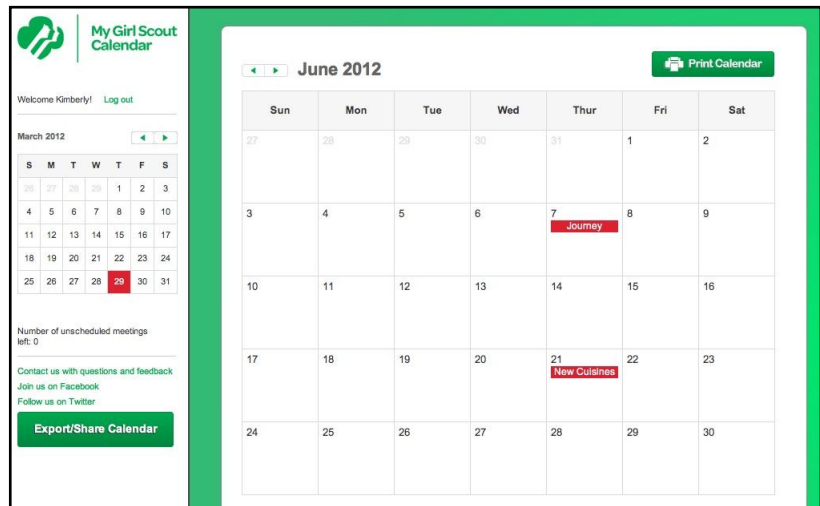 My Girl Scout
Calendar
Welcome Kimberly! Log out
March 2012
S M T W T F S
26 27 28 29 1 2 3
4 5 6 7 8 9 10
11 12 13 14 15 16 17
18 19 20 21 22 23 24
25 26 27 28 29 30 31
Number of unscheduled meetings
left: 0
Contact us with questions and feedback
Join us on Facebook
Follow us on Twitter
Export/Share Calendar
June 2012
Print Calendar
Sun Mon Tue Wed Thur Fri Sat
27 28 29 30 31 1 2
3 4 5 6 7 8 9
Journey
10 11 12 13 14 15 16
17 18 19 20 21 22 23
New Cuisines
24 25 26 27 28 29 30